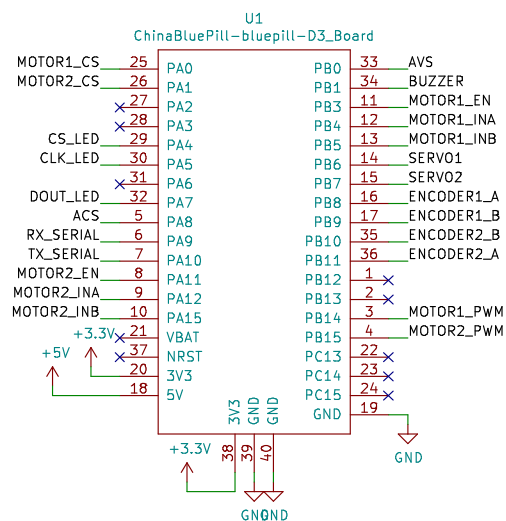 U1
ChinaBluePill-bluepill-D3_Board
MOTOR1_CS 25 PA0 PB0 33 AVS
MOTOR2_CS 26 PA1 PB1 34 BUZZER
27 PA2 PB3 11 MOTOR1_EN
28 PA3 PB4 12 MOTOR1_INA
CS_LED 29 PA4 PB5 13 MOTOR1_INB
CLK_LED 30 PA5 PB6 14 SERVO1
31 PA6 PB7 15 SERVO2
DOUT_LED 32 PA7 PB8 16 ENCODER1_A
ACS 5 PA8 PB9 17 ENCODER1_B
RX_SERIAL 6 PA9 PB10 35 ENCODER2_B
TX_SERIAL 7 PA10 PB11 36 ENCODER2_A
MOTOR2_EN 8 PA11 PB12 1
MOTOR2_INA 9 PA12 PB13 2
MOTOR2_INB 10 PA15 PB14 3 MOTOR1_PWM
+3.3V 21 VBAT PB15 4 MOTOR2_PWM
+5V 37 NRST PC13 22
20 3V3 PC14 23
18 5V PC15 24
GND 19
3V3 GND GND
+3.3V 38 39 40
GND
GND GND